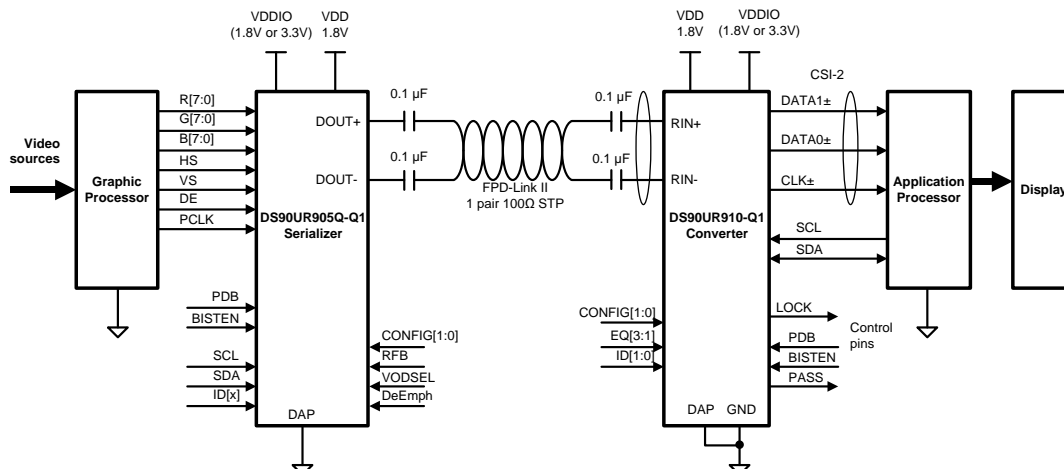 VDDIO
(1.8V or 3.3V)
VDD
1.8V
VDD
1.8V
VDDIO
(1.8V or 3.3V)
CSI-2
Video
sources
Graphic
Processor
R[7:0]
G[7:0]
B[7:0]
HS
VS
DE
PCLK
PDB
BISTEN
SCL
SDA
ID[x]
DOUT+
DOUT-
DS90UR905Q-Q1
Serializer
DAP
CONFIG[1:0]
RFB
VODSEL
DeEmph
0.1 µF
0.1 µF
0.1 µF
0.1 µF
FPD-Link II
1 pair 100Ω STP
RIN+
RIN-
DS90UR910-Q1
Converter
CONFIG[1:0]
EQ[3:1]
ID[1:0]
DAP
GND
DATA1±
DATA0±
CLK±
SCL
SDA
LOCK
PDB
BISTEN
PASS
Control
pins
Application
Processor
Display